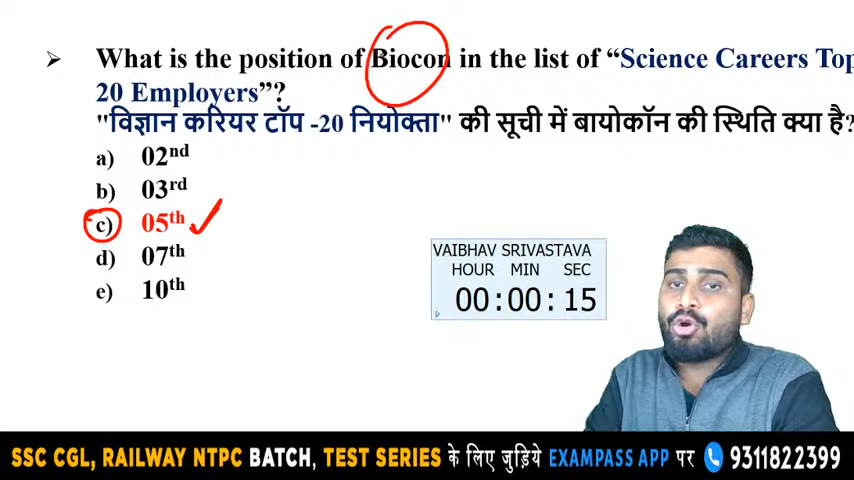 ➢ What is the position of Biocon in the list of “Science Careers Top
20 Employers”?
"विज्ञान करियर टॉप -20 नियोक्ता" की सूची में बायोकॉन की स्थिति क्या है?
a) 02nd
b) 03rd
c) 05th ✓
d) 07th
e) 10th
VAIBHAV SRIVASTAVA
HOUR MIN SEC
00:00:15
SSC CGL, RAILWAY NTPC BATCH, TEST SERIES के लिए जुड़िये EXAMPASS APP पर 9311822399